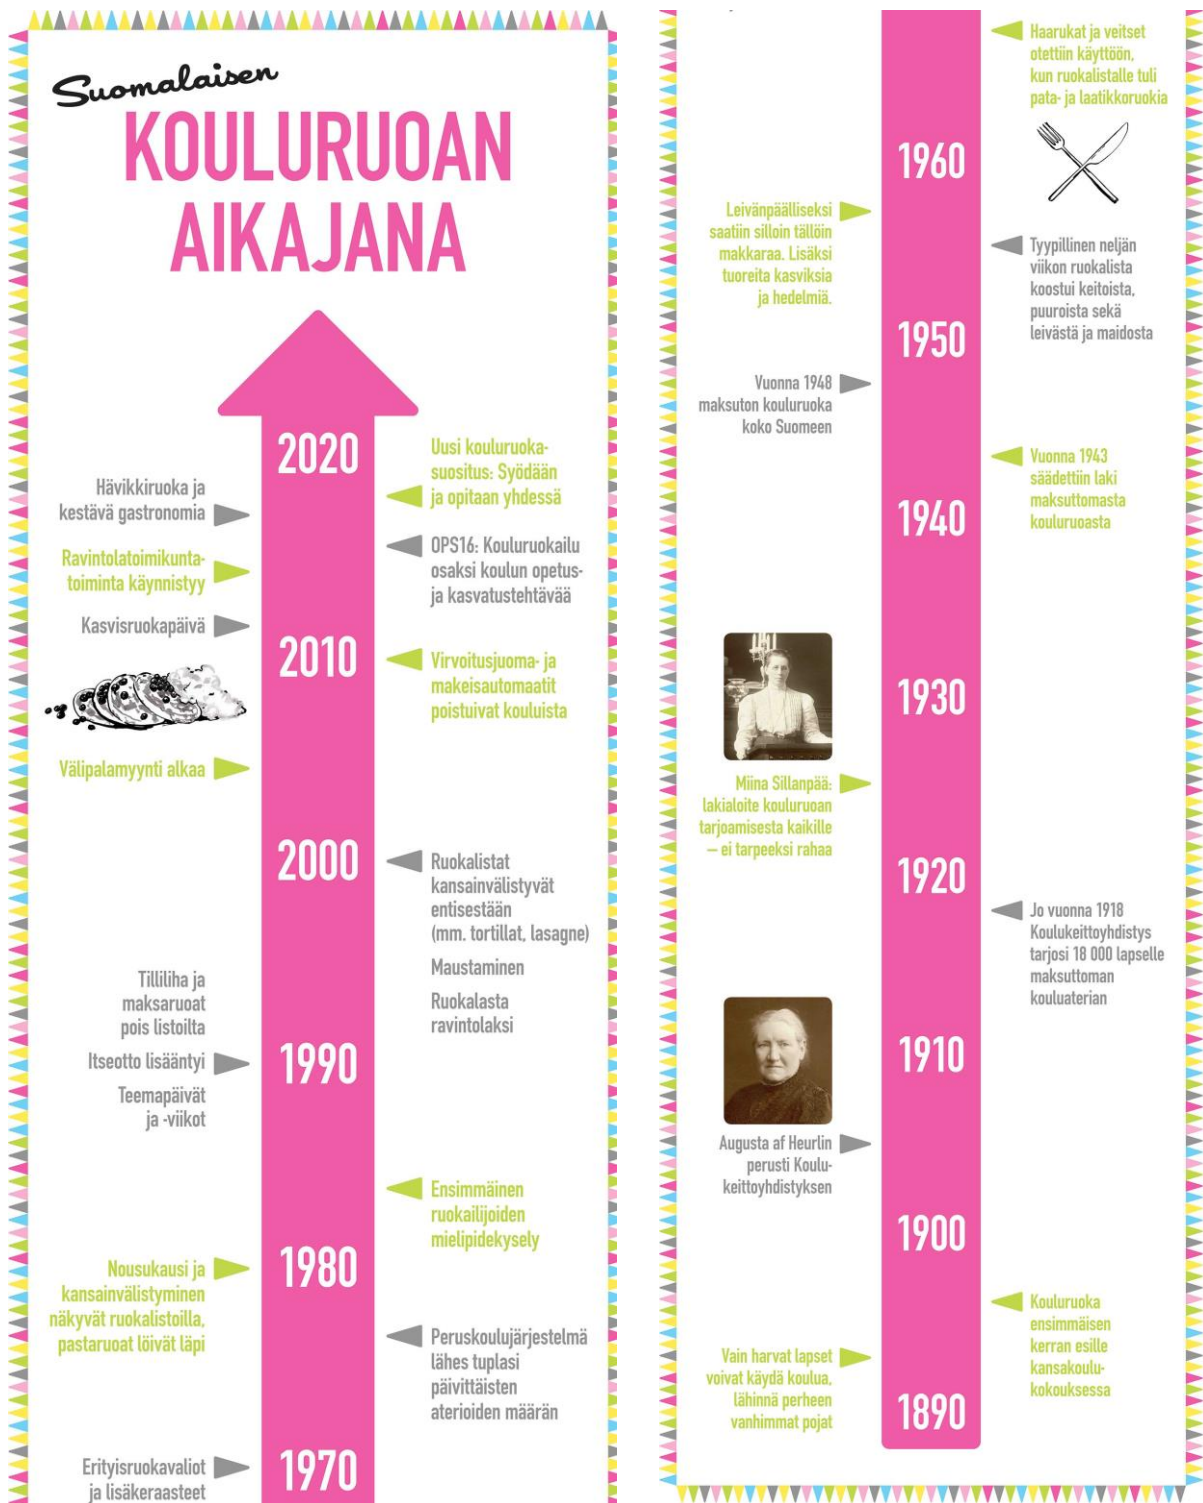 Suomalaisen
KOULURUOAN
AIKAJANA
2020
Uusi kouluruoka-
suositus: Syödään
ja opitaan yhdessä
Hävikkiruoka ja
kestävä gastronomia
OPS16: Kouluruokailu
osaksi koulun opetus-
ja kasvatustehtävää
Ravintolatoimikunta-
toiminta käynnistyy
Kasvisruokapäivä
2010
Virvoitusjuoma- ja
makeisautomaatit
poistuivat kouluista
Välipalamyynti alkaa
2000
Ruokalistat
kansainvälistyvät
entisestään
(mm. tortillat, lasagne)
Maustaminen
Ruokalasta
ravintolaksi
Tilliliha ja
maksaruoat
pois listoilta
Itseotto lisääntyi
Teemapäivät
ja -viikot
1990
Ensimmäinen
ruokailijoiden
mielipidekysely
1980
Nousukausi ja
kansainvälistyminen
näkyvät ruokalistoilla,
pastaruoat löivät läpi
Peruskoulujärjestelmä
lähes tuplasi
päivittäisten
aterioiden määrän
1970
Erityisruokavaliot
ja lisäkeraasteet
Haarukat ja veitset
otettiin käyttöön,
kun ruokalistalle tuli
pata- ja laatikkoruokia
1960
Leivänpäälliseksi
saatiin silloin tällöin
makkaraa. Lisäksi
tuoreita kasviksia
ja hedelmiä.
Tyypillinen neljän
viikon ruokalista
koostui keitoista,
puuroista sekä
leivästä ja maidosta
1950
Vuonna 1948
maksuton kouluruoka
koko Suomeen
Vuonna 1943
säädettiin laki
maksuttomasta
kouluruoasta
1940
1930
Miina Sillanpää:
lakialoite kouluruoan
tarjoamisesta kaikille
– ei tarpeeksi rahaa
1920
Jo vuonna 1918
Koulukeittoyhdistys
tarjosi 18 000 lapselle
maksuttoman
kouluaterian
1910
Augusta af Heurlin
perusti Koulu-
keittoyhdistyksen
1900
Kouluruoka
ensimmäisen
kerran esille
kansakoulu-
kokouksessa
Vain harvat lapset
voivat käydä koulua,
lähinnä perheen
vanhimmat pojat
1890